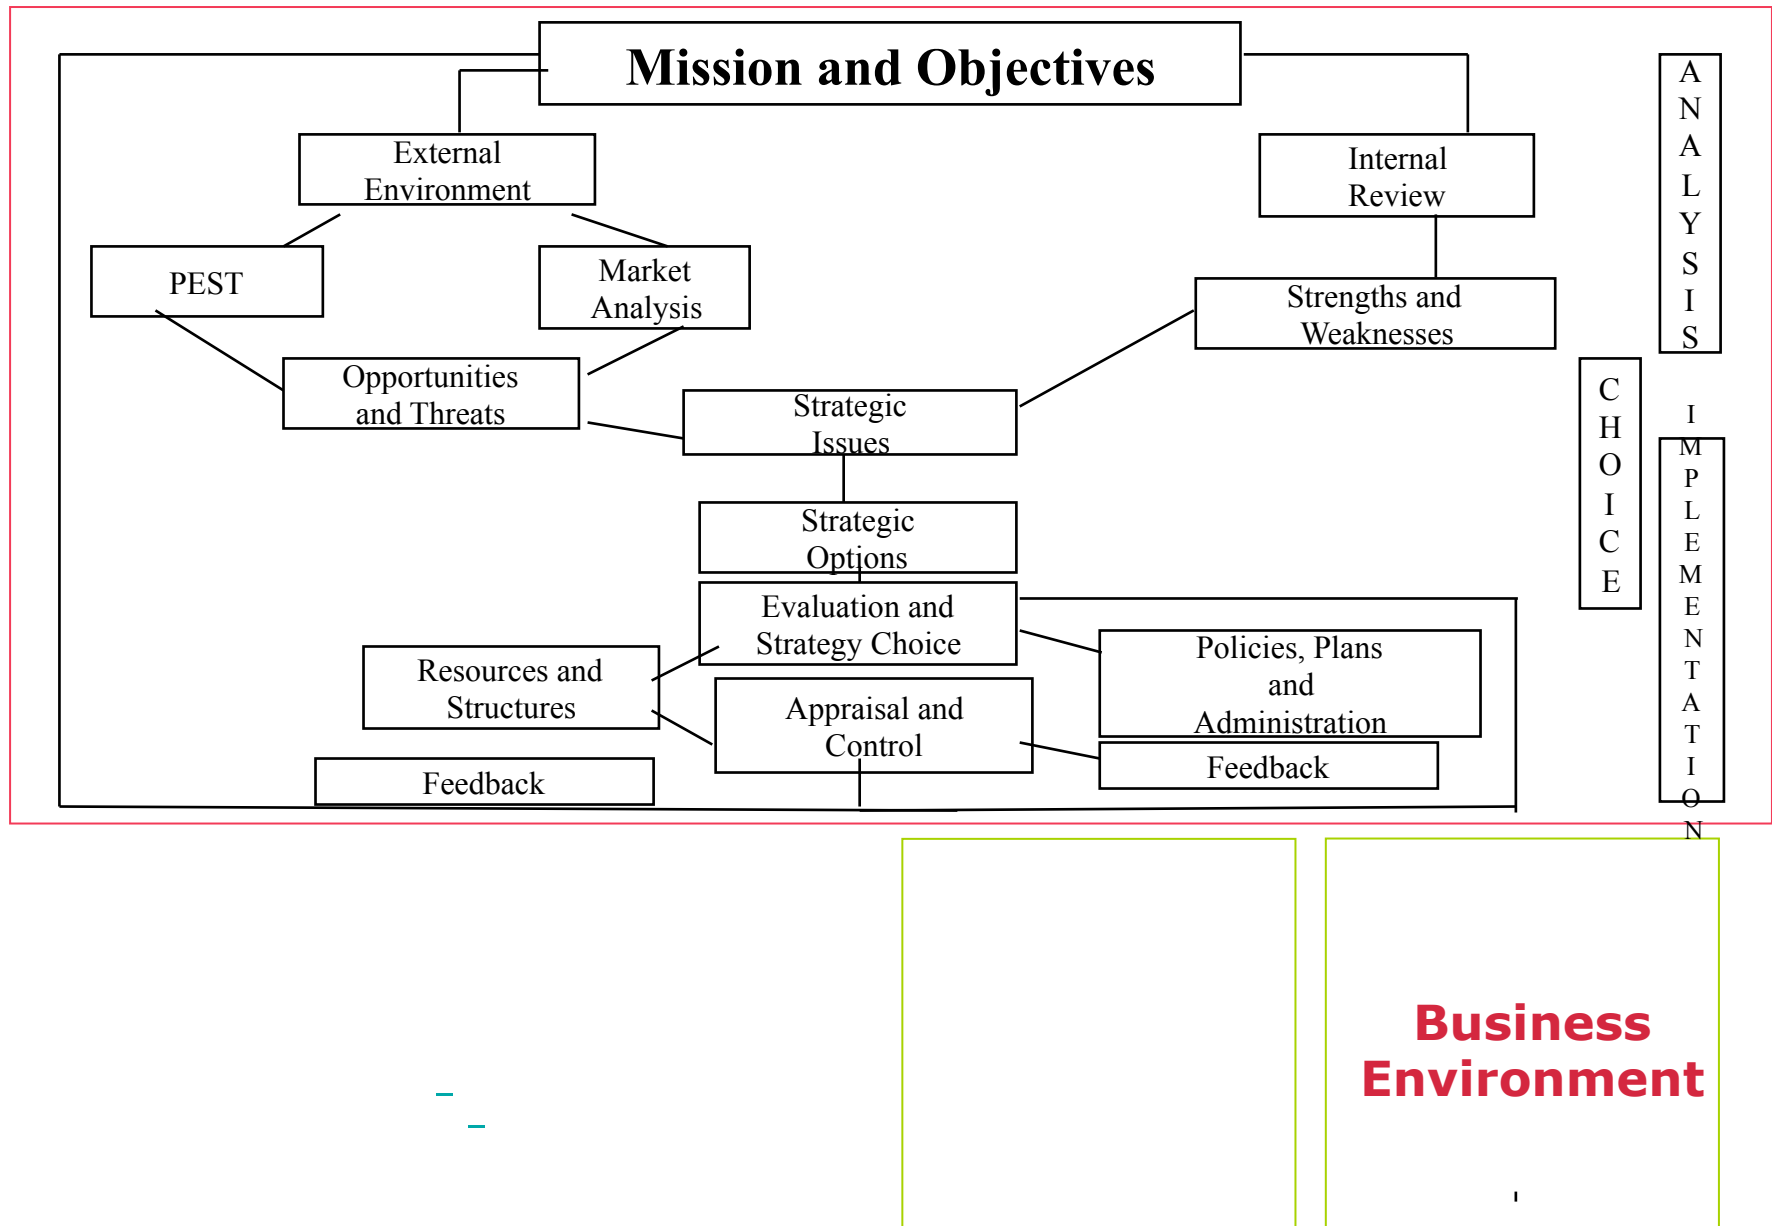 Mission and Objectives
External
Environment
Internal
Review
PEST
Market
Analysis
Strengths and
Weaknesses
Opportunities
and Threats
Strategic
Issues
Strategic
Options
Evaluation and
Strategy Choice
Resources and
Structures
Policies, Plans
and
Administration
Appraisal and
Control
Feedback
Feedback
A
N
A
L
Y
S
I
S
C
H
O
I
C
E
I
M
P
L
E
M
E
N
T
A
T
I
O
N
Business
Environment